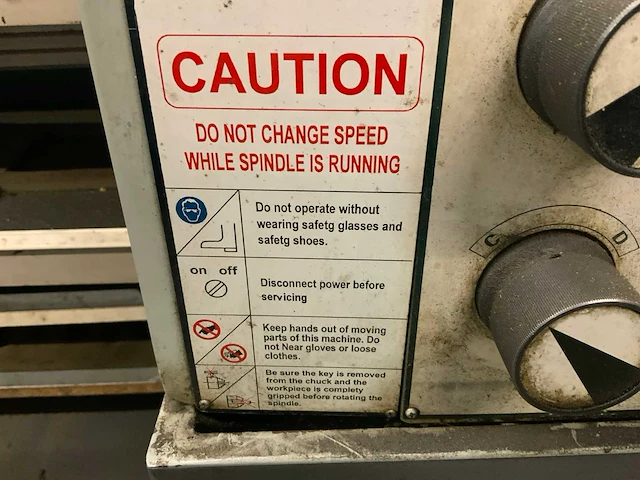 CAUTION
DO NOT CHANGE SPEED
WHILE SPINDLE IS RUNNING
Do not operate without
wearing safetg glasses and
safetg shoes.
on off
Disconnect power before
servicing
Keep hands out of moving
parts of this machine. Do
not Near gloves or loose
clothes.
Be sure the key is removed
from the chuck and the
workpiece is complety
gripped before rotating the
spindle.
C D